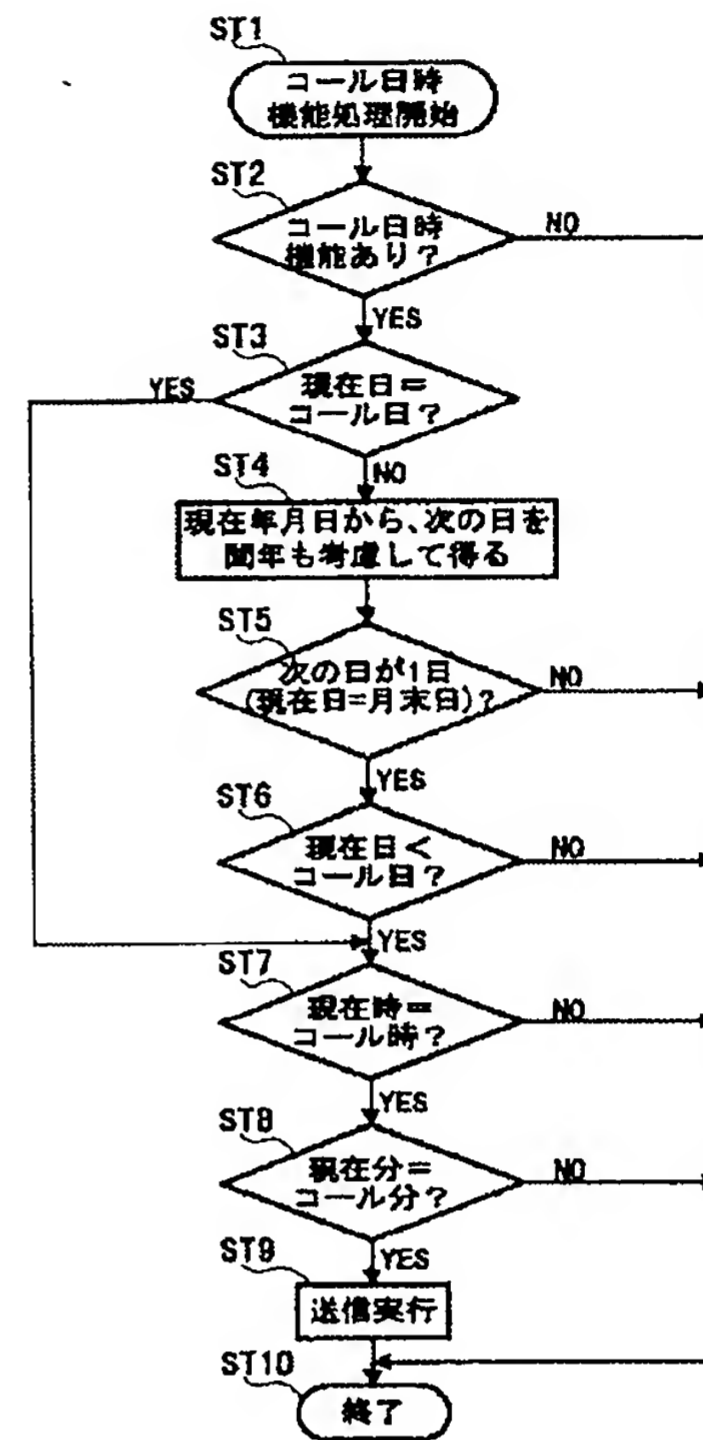 ST1
コール日時
機能処理開始
ST2
コール日時
機能あり?
NO
YES
ST3
現在日=
コール日?
YES
NO
ST4
現在年月日から、次の日を
閏年も考慮して得る
ST5
次の日が1日
(現在日=月末日)?
NO
YES
ST6
現在日<
コール日?
NO
YES
ST7
現在時=
コール時?
NO
YES
ST8
現在分=
コール分?
NO
YES
ST9
送信実行
ST10
終了